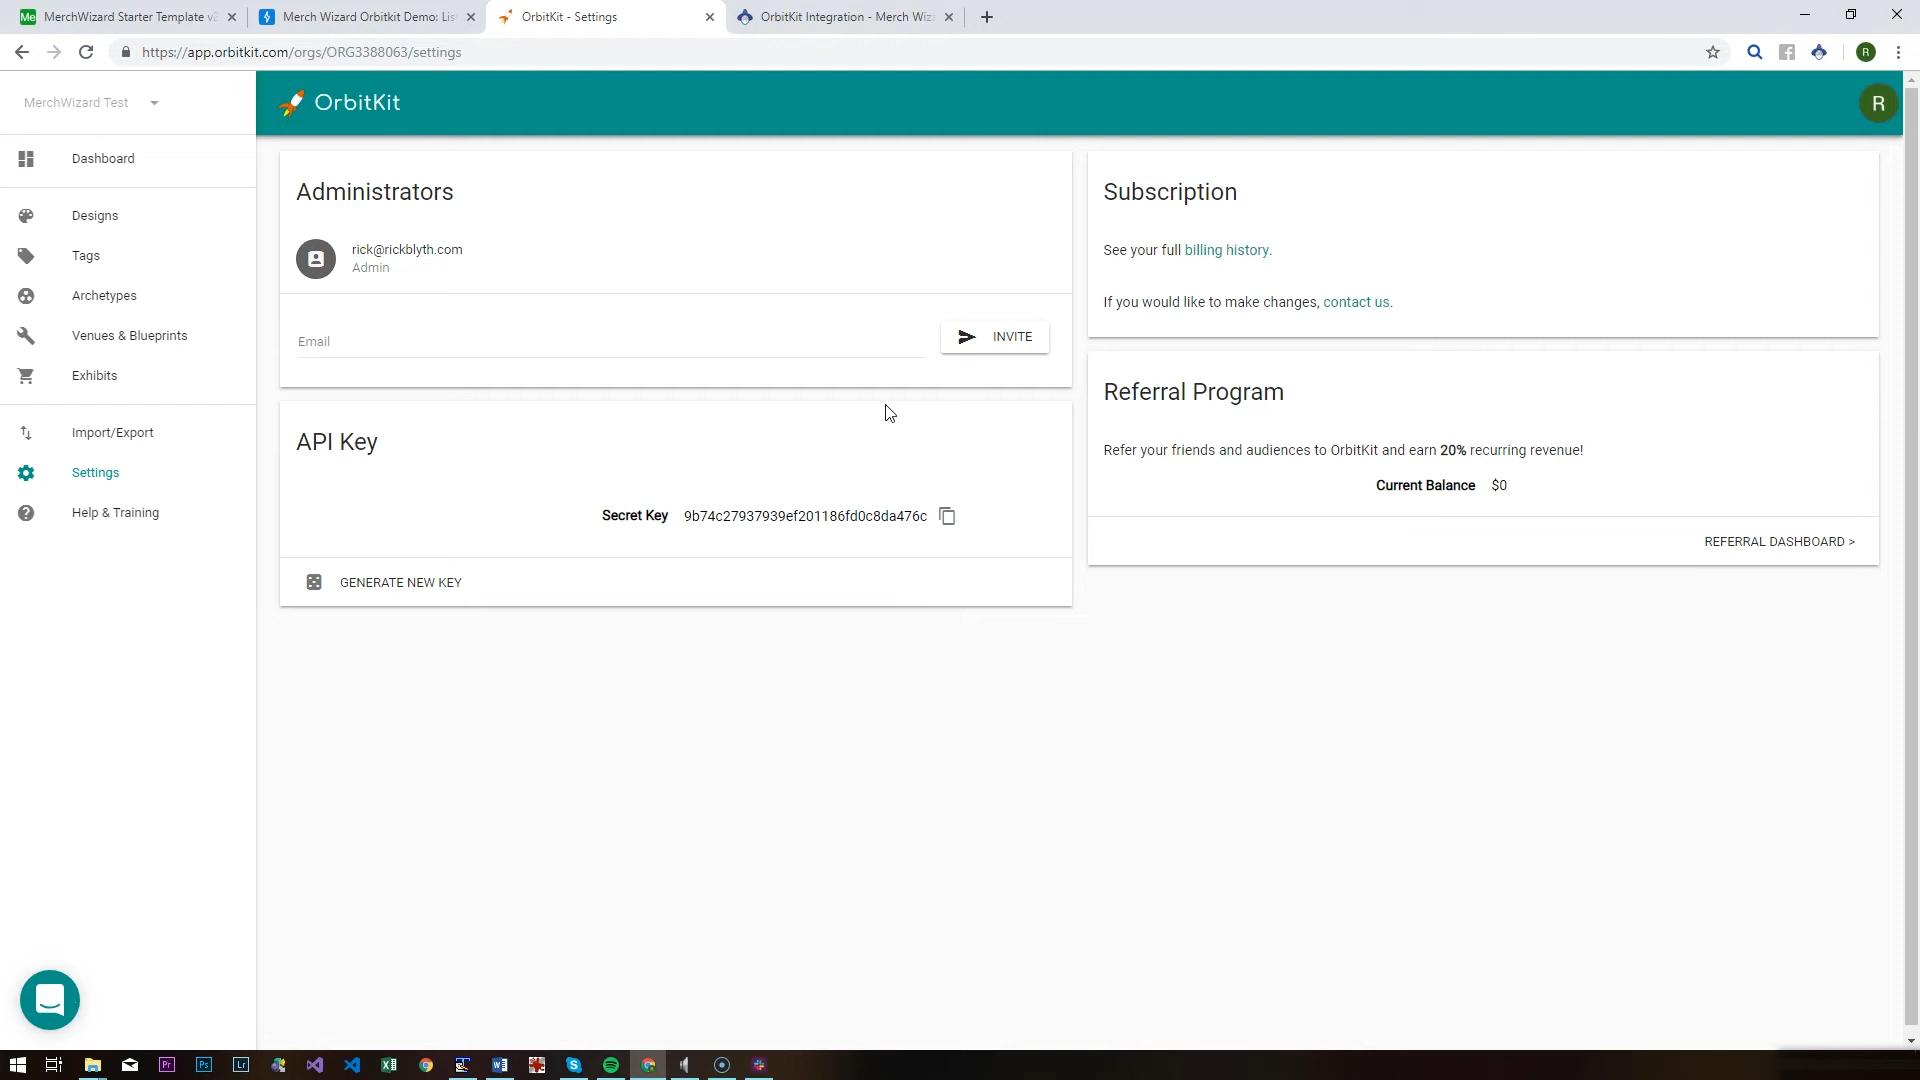 MerchWizard Starter Template v2
Merch Wizard Orbitkit Demo: Lis
OrbitKit - Settings
OrbitKit Integration - Merch Wiz
https://app.orbitkit.com/orgs/ORG3388063/settings
R
MerchWizard Test
OrbitKit
R
Dashboard
Designs
Tags
Archetypes
Venues & Blueprints
Exhibits
Import/Export
Settings
Help & Training
Administrators
rick@rickblyth.com
Admin
Email
INVITE
API Key
Secret Key 9b74c27937939ef201186fd0c8da476c
GENERATE NEW KEY
Subscription
See your full billing history.
If you would like to make changes, contact us.
Referral Program
Refer your friends and audiences to OrbitKit and earn 20% recurring revenue!
Current Balance $0
REFERRAL DASHBOARD >